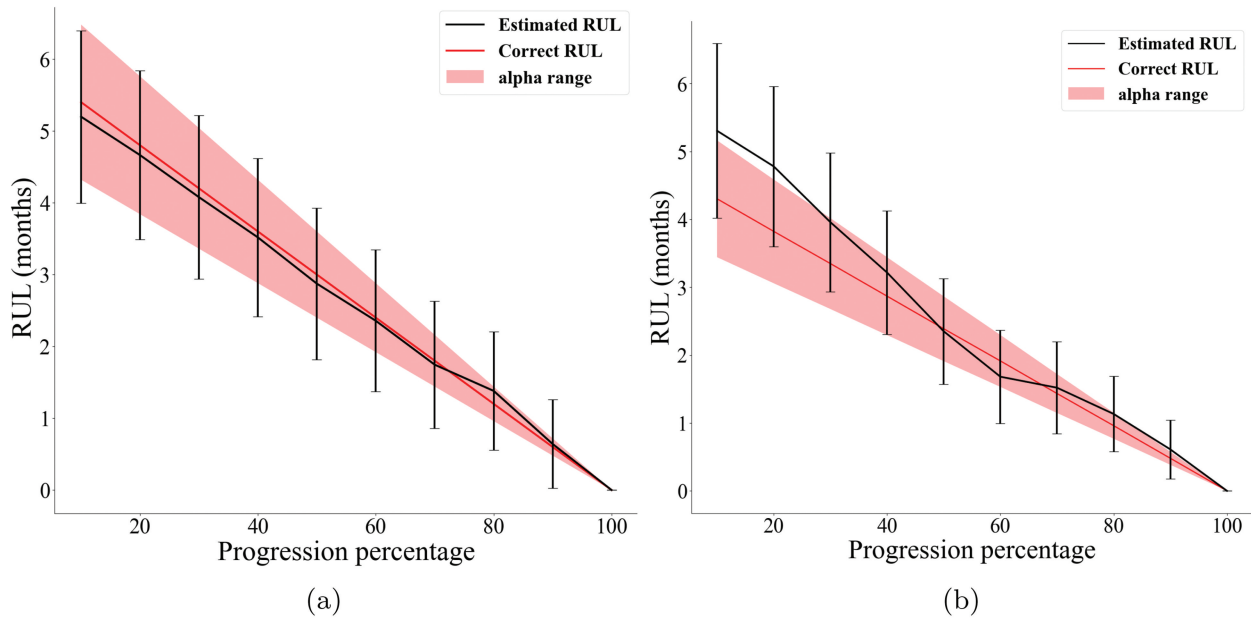 Estimated RUL
Correct RUL
alpha range
RUL (months)
6
5
4
3
2
1
0
20 40 60 80 100
Progression percentage
(a)
Estimated RUL
Correct RUL
alpha range
RUL (months)
6
5
4
3
2
1
0
20 40 60 80 100
Progression percentage
(b)